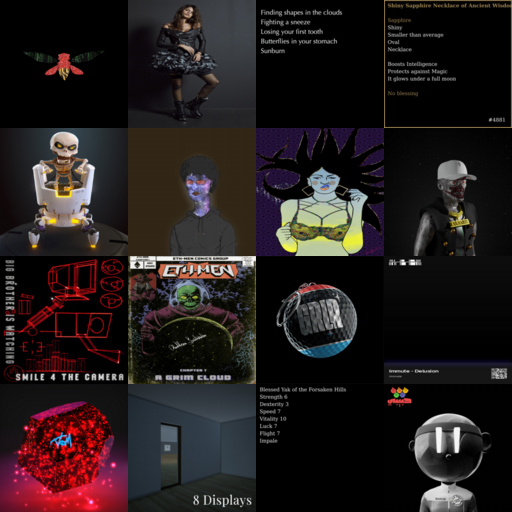 Finding shapes in the clouds
Fighting a sneeze
Losing your first tooth
Butterflies in your stomach
Sunburn
Shiny Sapphire Necklace of Ancient Windo
Sapphire
Shiny
Smaller than average
Oval
Necklace
Boosts Intelligence
Protects against Magic
It glows under a full moon
No blessing
#4881
BIG BROTHER IS WATCHING
SMILE 4 THE CAMERA
ETH-MEN COMICS GROUP
ETH-MEN
CHAPTER 7
A GRIM CLOUD
GRRR
Immute - Delusion
8 Displays
Blessed Yak of the Forsaken Hills
Strength 6
Dexterity 3
Speed 7
Vitality 10
Luck 7
Flight 7
Impale